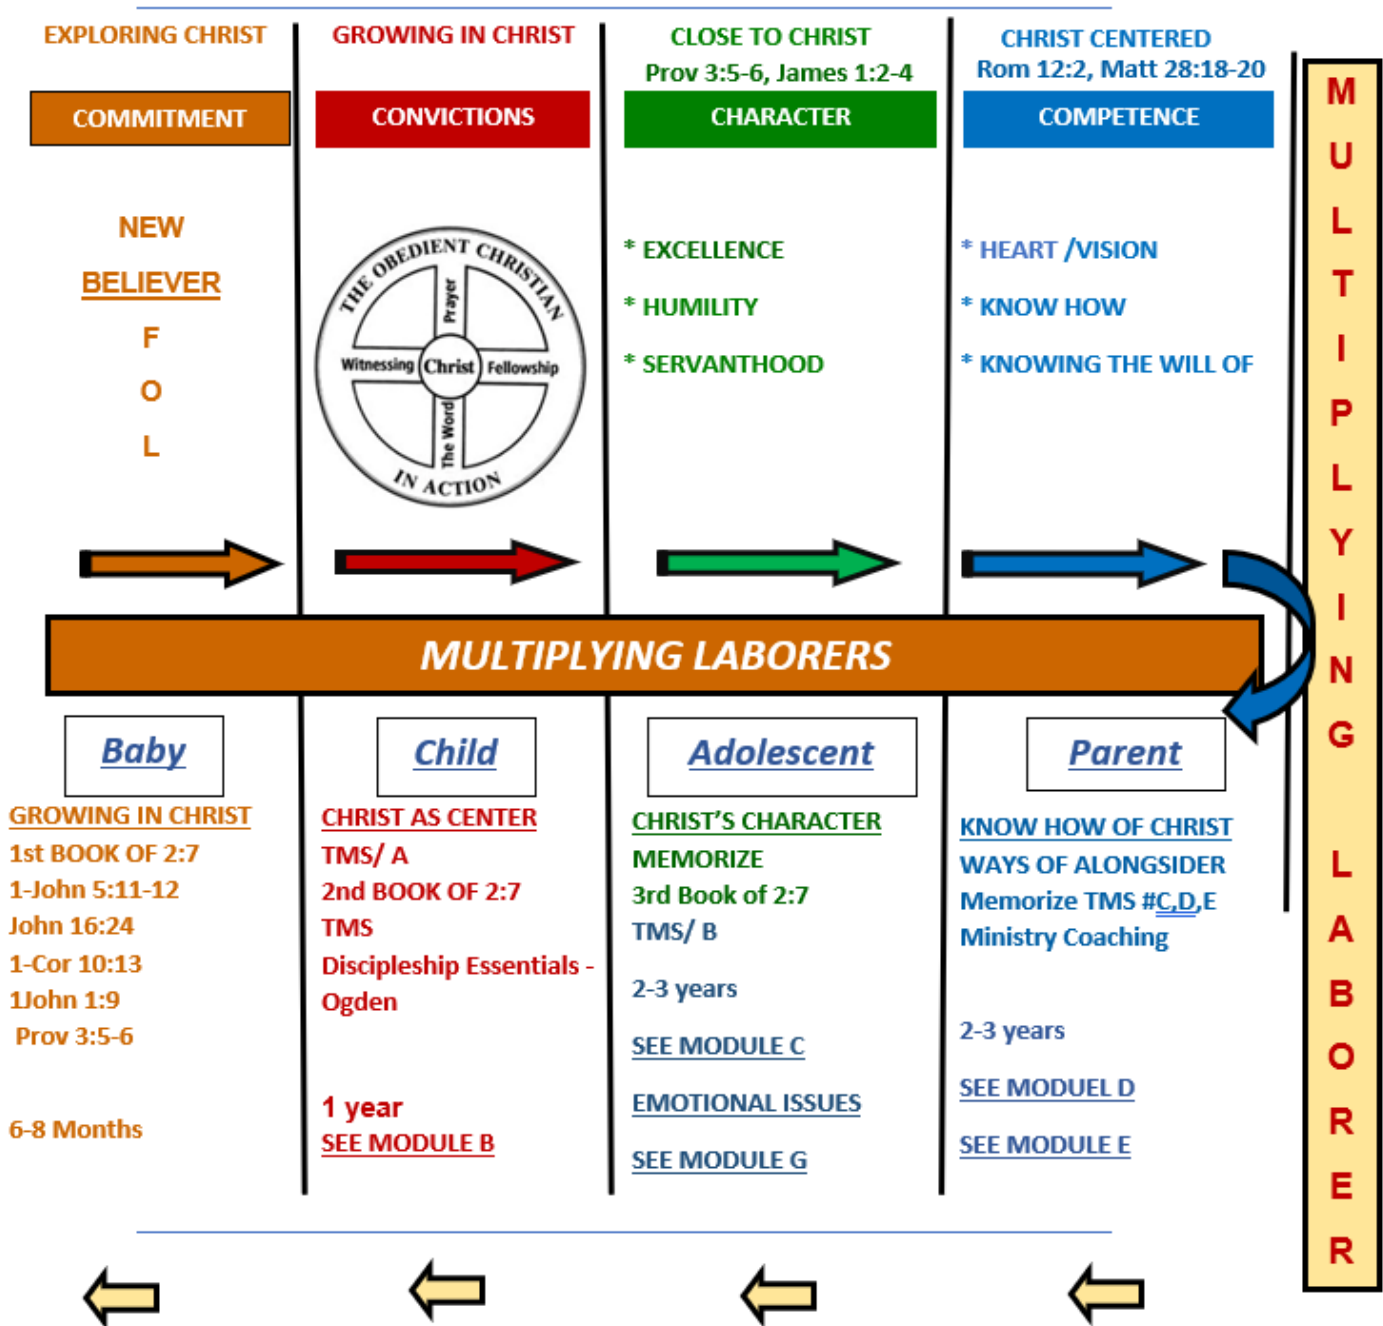 EXPLORING CHRIST
COMMITMENT
NEW
BELIEVER
F
O
L
GROWING IN CHRIST
CONVICTIONS
THE OBEDIENT CHRISTIAN
Prayer
Witnessing Christ Fellowship
The Word
IN ACTION
CLOSE TO CHRIST
Prov 3:5-6, James 1:2-4
CHARACTER
* EXCELLENCE
* HUMILITY
* SERVANTHOOD
CHRIST CENTERED
Rom 12:2, Matt 28:18-20
COMPETENCE
* HEART /VISION
* KNOW HOW
* KNOWING THE WILL OF
MULTIPLYING LABORERS
Baby
GROWING IN CHRIST
1st BOOK OF 2:7
1-John 5:11-12
John 16:24
1-Cor 10:13
1John 1:9
Prov 3:5-6
6-8 Months
Child
CHRIST AS CENTER
TMS/ A
2nd BOOK OF 2:7
TMS
Discipleship Essentials -
Ogden
1 year
SEE MODULE B
Adolescent
CHRIST'S CHARACTER
MEMORIZE
3rd Book of 2:7
TMS/ B
2-3 years
SEE MODULE C
EMOTIONAL ISSUES
SEE MODULE G
Parent
KNOW HOW OF CHRIST
WAYS OF ALONGSIDER
Memorize TMS #C,D,E
Ministry Coaching
2-3 years
SEE MODUEL D
SEE MODULE E
MULTIPLYING LABORER